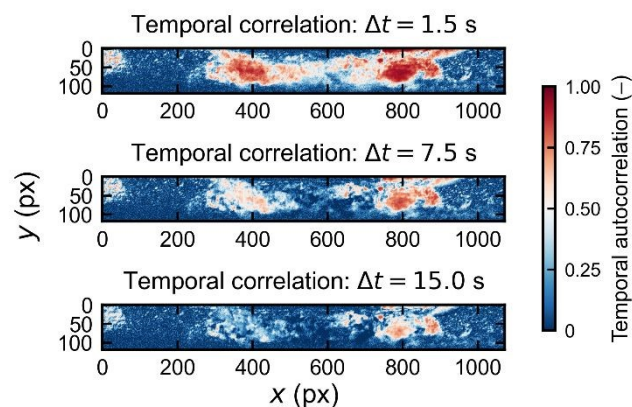 Temporal correlation: Δt = 1.5 s
0
50
100
0 200 400 600 800 1000
Temporal correlation: Δt = 7.5 s
0
50
100
0 200 400 600 800 1000
Temporal correlation: Δt = 15.0 s
0
50
100
0 200 400 600 800 1000
x (px)
y (px)
1.00
0.75
0.50
0.25
0
Temporal autocorrelation (−)